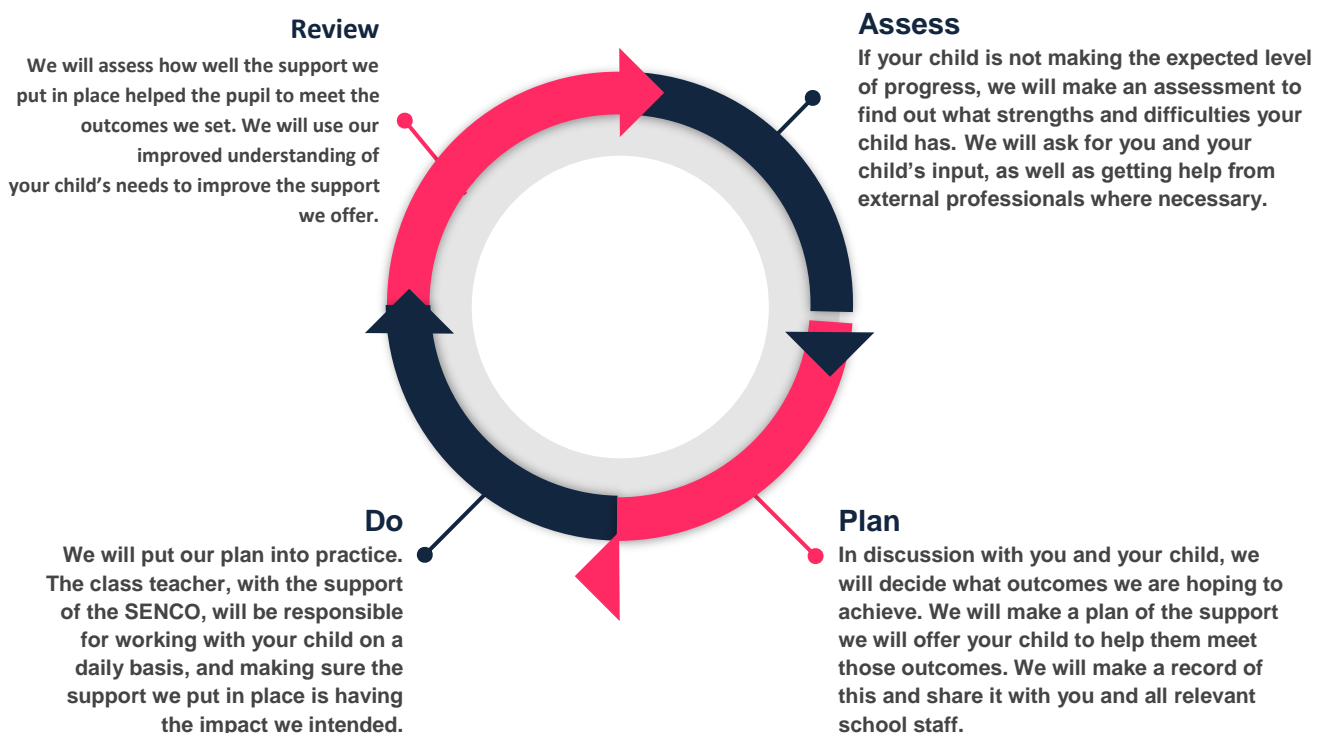 Review
We will assess how well the support we
put in place helped the pupil to meet the
outcomes we set. We will use our
improved understanding of
your child's needs to improve the support
we offer.
Assess
If your child is not making the expected level
of progress, we will make an assessment to
find out what strengths and difficulties your
child has. We will ask for you and your
child's input, as well as getting help from
external professionals where necessary.
Do
We will put our plan into practice.
The class teacher, with the support
of the SENCO, will be responsible
for working with your child on a
daily basis, and making sure the
support we put in place is having
the impact we intended.
Plan
In discussion with you and your child, we
will decide what outcomes we are hoping to
achieve. We will make a plan of the support
we will offer your child to help them meet
those outcomes. We will make a record of
this and share it with you and all relevant
school staff.